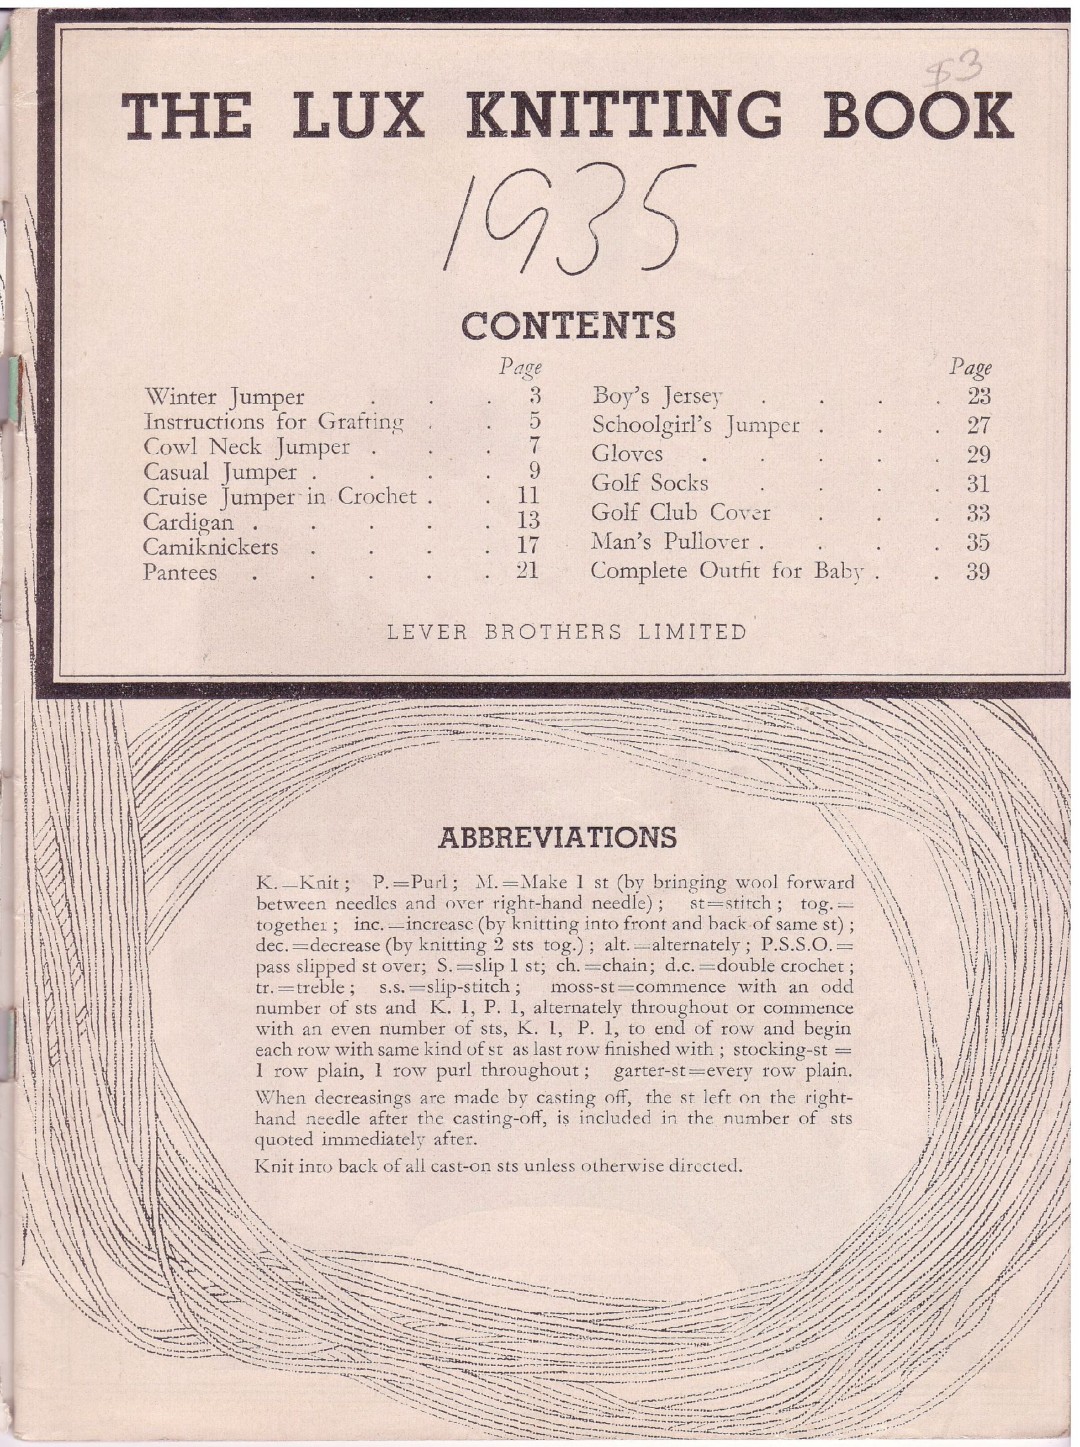 $3
THE LUX KNITTING BOOK
1935
CONTENTS
Page
Winter Jumper . . . 3
Instructions for Grafting . . 5
Cowl Neck Jumper . . . 7
Casual Jumper . . . . 9
Cruise Jumper in Crochet . . 11
Cardigan . . . . . 13
Camiknickers . . . . 17
Pantees . . . . . 21
Page
Boy's Jersey . . . . 23
Schoolgirl's Jumper . . . 27
Gloves . . . . . 29
Golf Socks . . . . 31
Golf Club Cover . . . 33
Man's Pullover . . . . 35
Complete Outfit for Baby . . 39
LEVER BROTHERS LIMITED
ABBREVIATIONS
K.=Knit; P.=Purl; M.=Make 1 st (by bringing wool forward
between needles and over right-hand needle); st=stitch; tog.=
together; inc.=increase (by knitting into front and back of same st);
dec.=decrease (by knitting 2 sts tog.); alt.=alternately; P.S.S.O.=
pass slipped st over; S.=slip 1 st; ch.=chain; d.c.=double crochet;
tr.=treble; s.s.=slip-stitch; moss-st=commence with an odd
number of sts and K. 1, P. 1, alternately throughout or commence
with an even number of sts, K. 1, P. 1, to end of row and begin
each row with same kind of st as last row finished with; stocking-st =
1 row plain, 1 row purl throughout; garter-st=every row plain.
When decreasings are made by casting off, the st left on the right-
hand needle after the casting-off, is included in the number of sts
quoted immediately after.
Knit into back of all cast-on sts unless otherwise directed.